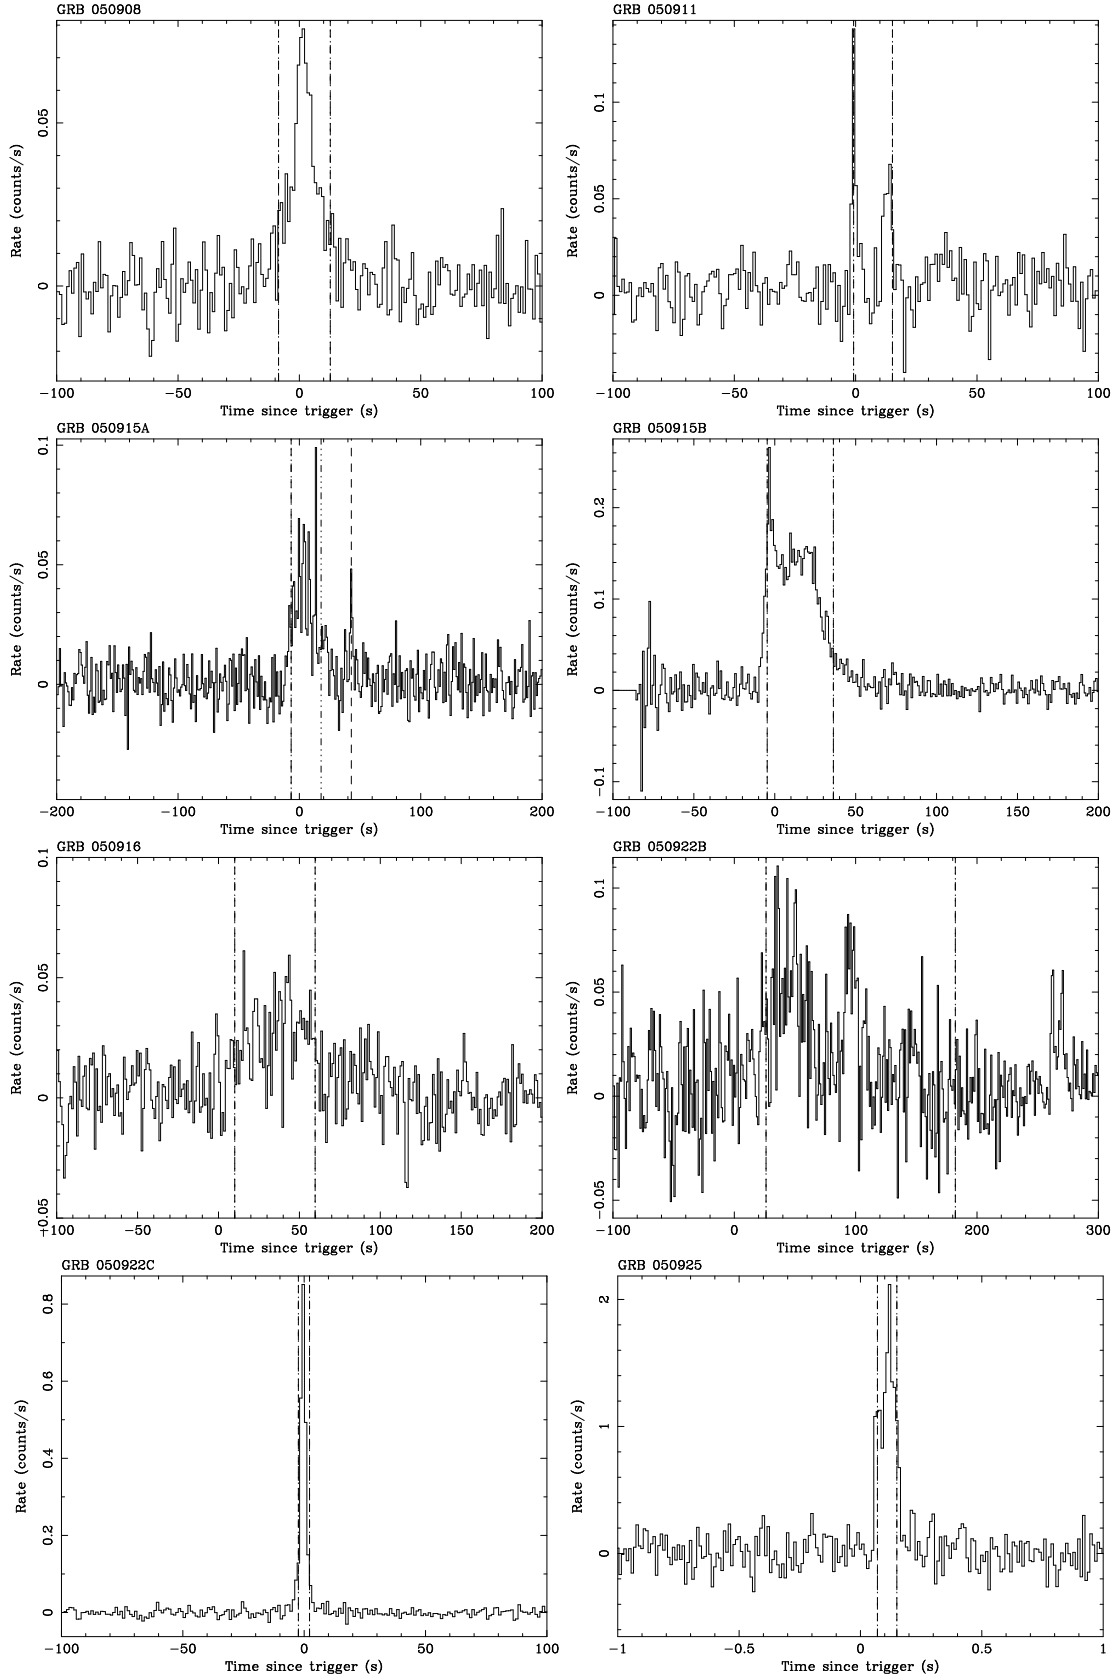 GRB 050908
Rate (counts/s)
0.05
0
−100 −50 0 50 100
Time since trigger (s)
GRB 050911
Rate (counts/s)
0.1
0.05
0
−100 −50 0 50 100
Time since trigger (s)
GRB 050915A
Rate (counts/s)
0.1
0.05
0
−200 −100 0 100 200
Time since trigger (s)
GRB 050915B
Rate (counts/s)
0.2
0.1
0
−0.1
−100 −50 0 50 100 150 200
Time since trigger (s)
GRB 050916
Rate (counts/s)
0.1
0.05
0
−0.05
−100 −50 0 50 100 150 200
Time since trigger (s)
GRB 050922B
Rate (counts/s)
0.1
0.05
0
−0.05
−100 0 100 200 300
Time since trigger (s)
GRB 050922C
Rate (counts/s)
0.8
0.6
0.4
0.2
0
−100 −50 0 50 100
Time since trigger (s)
GRB 050925
Rate (counts/s)
2
1
0
−1 −0.5 0 0.5 1
Time since trigger (s)